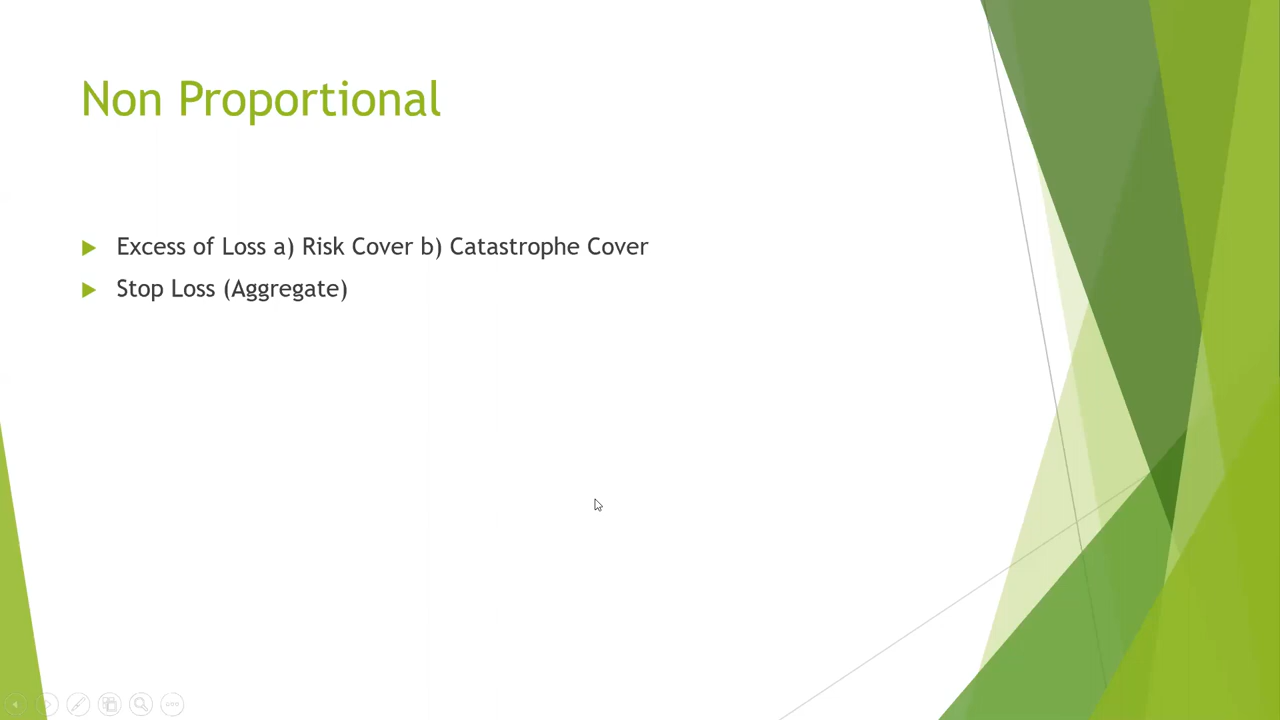 Non Proportional
Excess of Loss a) Risk Cover b) Catastrophe Cover
Stop Loss (Aggregate)